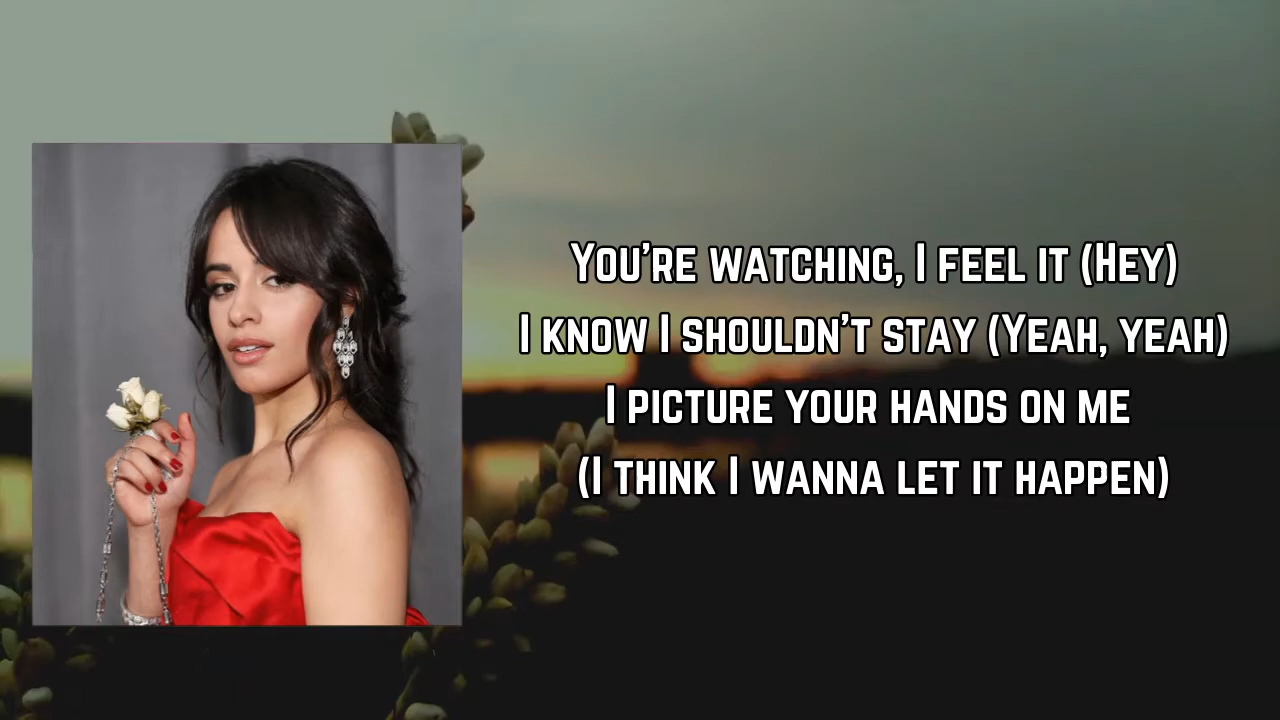 You're watching, I feel it (Hey)
I know I shouldn't stay (Yeah, yeah)
I picture your hands on me
(I think I wanna let it happen)